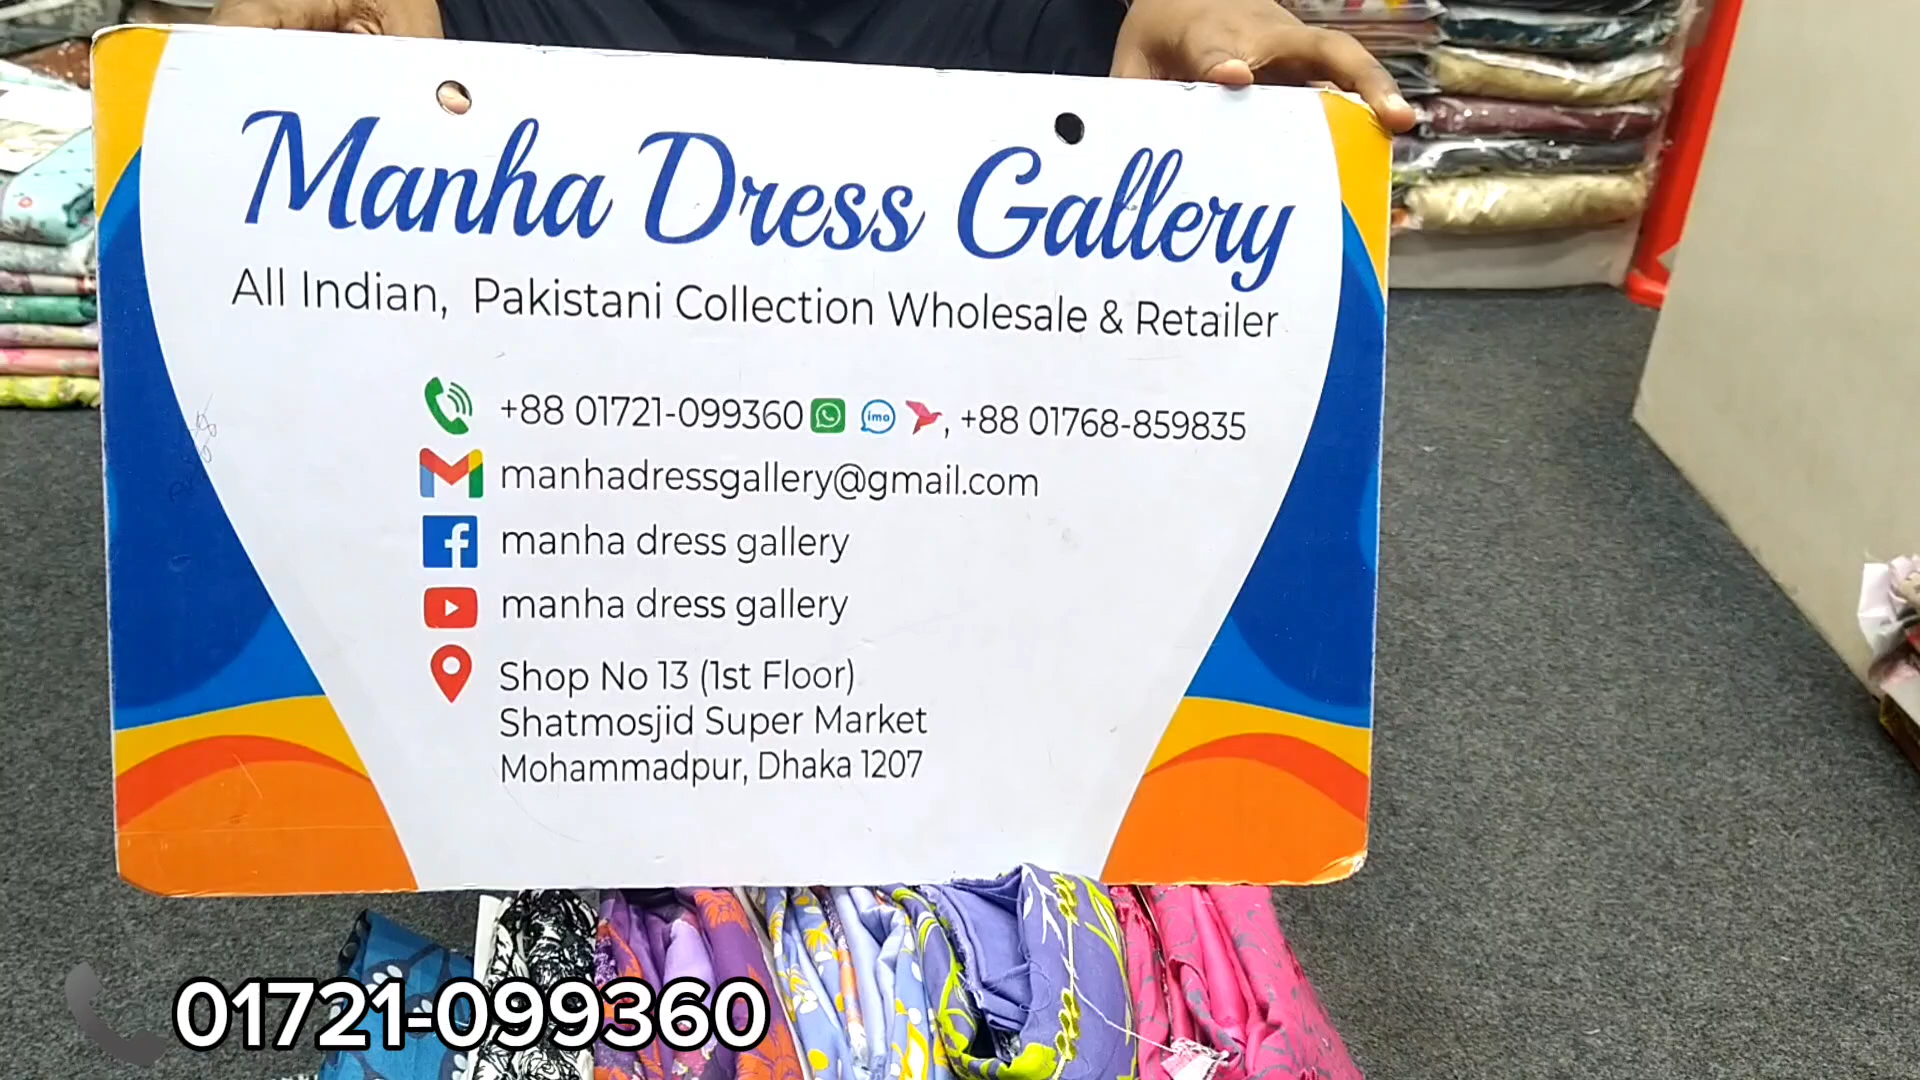 Manha Dress Gallery
All Indian, Pakistani Collection Wholesale & Retailer
+88 01721-099360 imo , +88 01768-859835
manhadressgallery@gmail.com
manha dress gallery
manha dress gallery
Shop No 13 (1st Floor)
Shatmosjid Super Market
Mohammadpur, Dhaka 1207
01721-099360